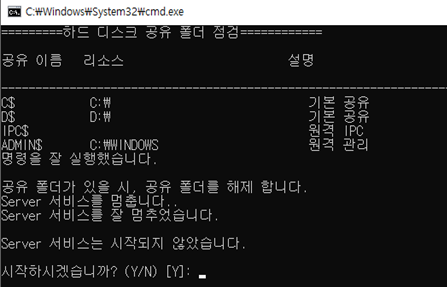 C:\Windows\System32\cmd.exe
==========하드 디스크 공유 폴더 점검============
공유 이름 리소스 설명
-------------------------------------------------------------------------------
C$ C:\ 기본 공유
D$ D:\ 기본 공유
IPC$ 원격 IPC
ADMIN$ C:\WINDOWS 원격 관리
명령을 잘 실행했습니다.
공유 폴더가 있을 시, 공유 폴더를 해제 합니다.
Server 서비스를 멈춥니다..
Server 서비스를 잘 멈추었습니다.
Server 서비스는 시작되지 않았습니다.
시작하시겠습니까? (Y/N) [Y]: _